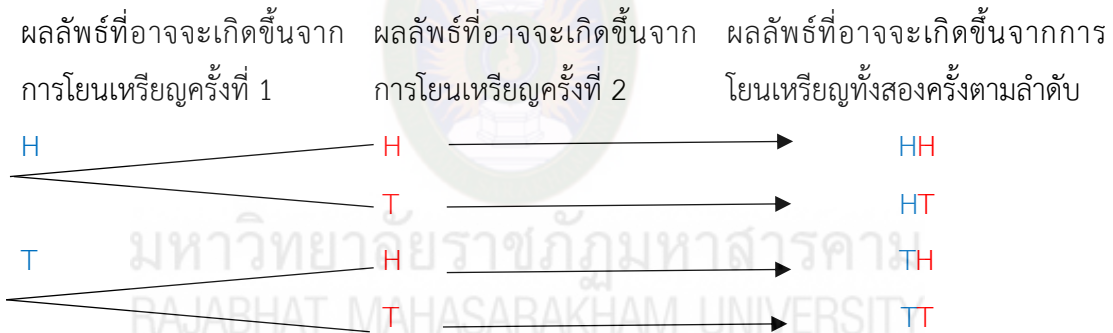 ผลลัพธ์ที่อาจจะเกิดขึ้นจาก ผลลัพธ์ที่อาจจะเกิดขึ้นจาก ผลลัพธ์ที่อาจจะเกิดขึ้นจากการ
การโยนเหรียญครั้งที่ 1 การโยนเหรียญครั้งที่ 2 โยนเหรียญทั้งสองครั้งตามลำดับ
H H HH
T HT
มหาวิทยาลัยราชภัฏมหาสารคาม
T H TH
RAJABHAT MAHASARAKHAM UNIVERSITY
T TT